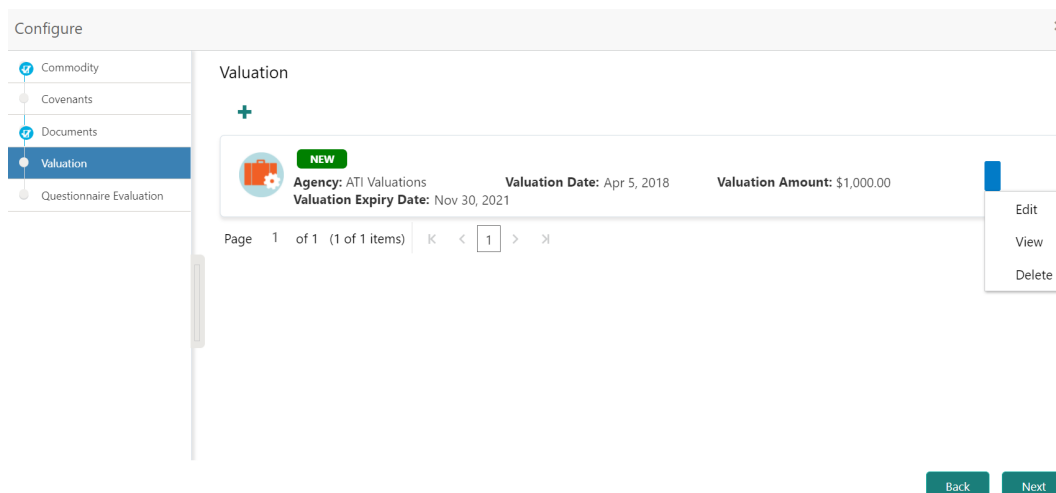 Configure
Commodity
Covenants
Documents
Valuation
Questionnaire Evaluation
Valuation
NEW
Agency: ATI Valuations Valuation Date: Apr 5, 2018 Valuation Amount: $1,000.00
Valuation Expiry Date: Nov 30, 2021
Edit
View
Delete
Page 1 of 1 (1 of 1 items) K < 1 > >|
Back Next